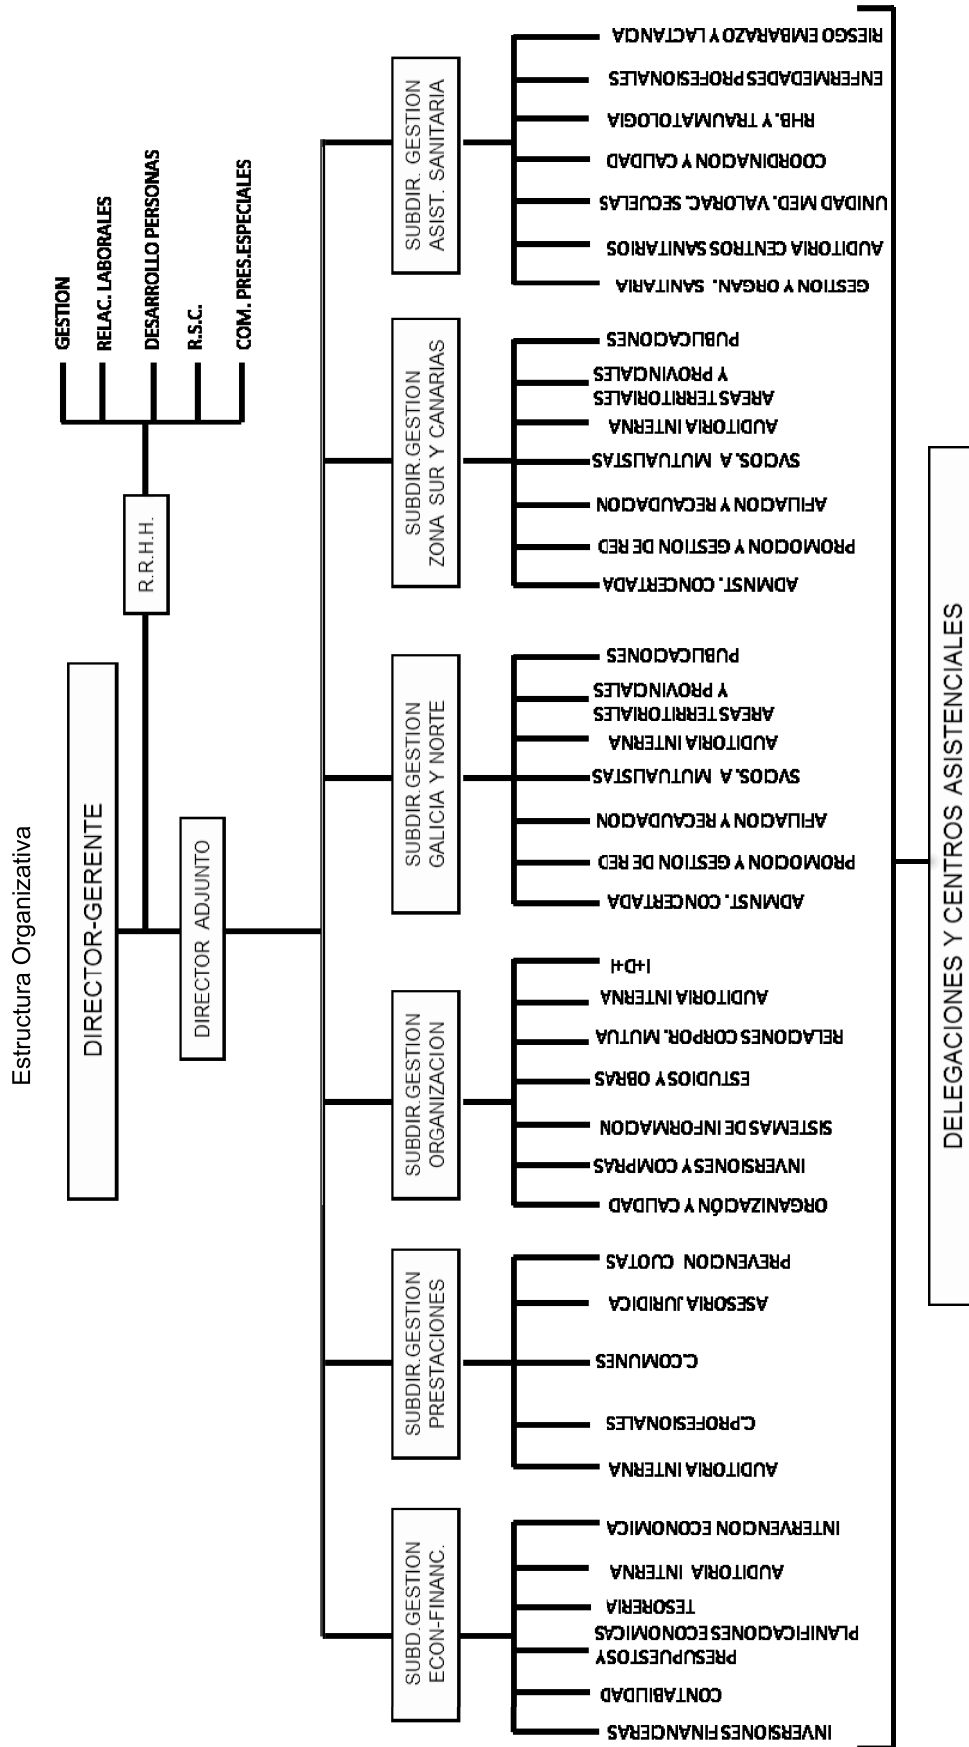 Estructura Organizativa
DIRECTOR-GERENTE
R.R.H.H.
GESTION
RELAC. LABORALES
DESARROLLO PERSONAS
R.S.C.
COM. PRES.ESPECIALES
DIRECTOR ADJUNTO
SUBD.GESTION
ECON-FINANC.
INVERSIONES FINANCIERAS
CONTABILIDAD
PRESUPUESTOS Y
PLANIFICACIONES ECONOMICAS
TESORERIA
AUDITORIA INTERNA
INTERVENCION ECONOMICA
SUBDIR.GESTION
PRESTACIONES
AUDITORIA INTERNA
C.PROFESIONALES
C.COMUNES
ASESORIA JURIDICA
PREVENCION CUOTAS
SUBDIR.GESTION
ORGANIZACION
ORGANIZACIÓN Y CALIDAD
INVERSIONES Y COMPRAS
SISTEMAS DE INFORMACION
ESTUDIOS Y OBRAS
RELACIONES CORPOR. MUTUA
AUDITORIA INTERNA
I+D+I
SUBDIR.GESTION
GALICIA Y NORTE
ADMINST. CONCERTADA
PROMOCION Y GESTION DE RED
AFILIACION Y RECAUDACION
SVCIOS. A MUTUALISTAS
AUDITORIA INTERNA
AREAS TERRITORIALES
Y PROVINCIALES
PUBLICACIONES
SUBDIR.GESTION
ZONA SUR Y CANARIAS
ADMINST. CONCERTADA
PROMOCION Y GESTION DE RED
AFILIACION Y RECAUDACION
SVCIOS. A MUTUALISTAS
AUDITORIA INTERNA
AREAS TERRITORIALES
Y PROVINCIALES
PUBLICACIONES
SUBDIR. GESTION
ASIST. SANITARIA
GESTION Y ORGAN. SANITARIA
AUDITORIA CENTROS SANITARIOS
UNIDAD MED. VALORAC. SECUELAS
COORDINACION Y CALIDAD
RHB. Y TRAUMATOLOGIA
ENFERMEDADES PROFESIONALES
RIESGO EMBARAZO Y LACTANCIA
DELEGACIONES Y CENTROS ASISTENCIALES